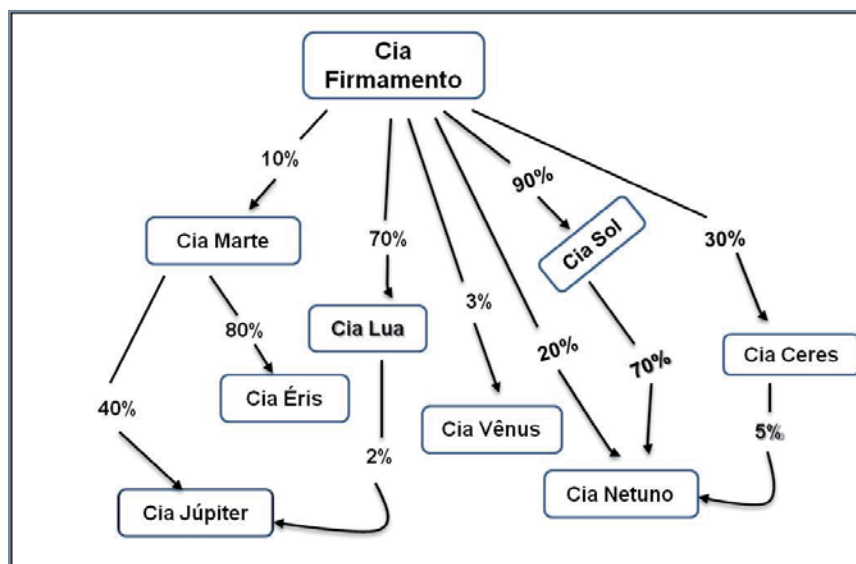 Cia
Firmamento
10%
90%
Cia Marte
70%
Cia Sol
30%
3%
80%
Cia Lua
20%
70%
Cia Ceres
Cia Éris
40%
Cia Vênus
5%
2%
Cia Júpiter
Cia Netuno